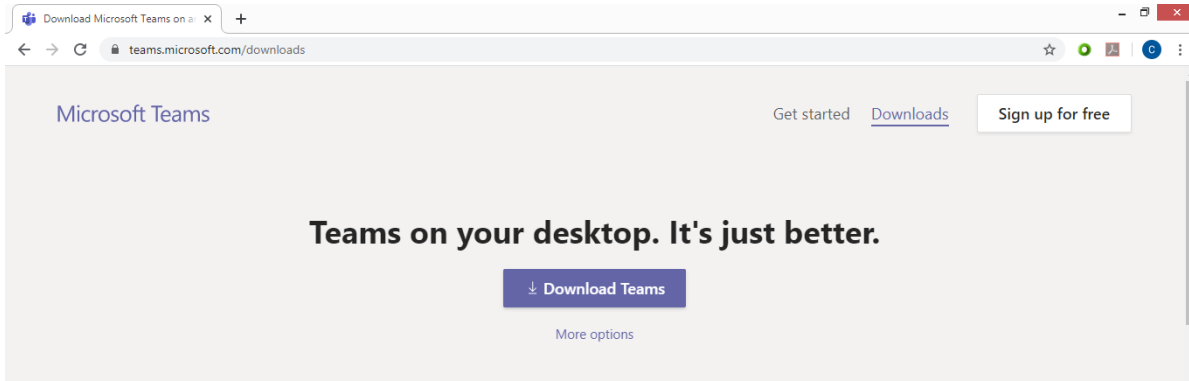 Download Microsoft Teams on a
teams.microsoft.com/downloads
C
Microsoft Teams
Get started
Downloads
Sign up for free
Teams on your desktop. It's just better.
Download Teams
More options